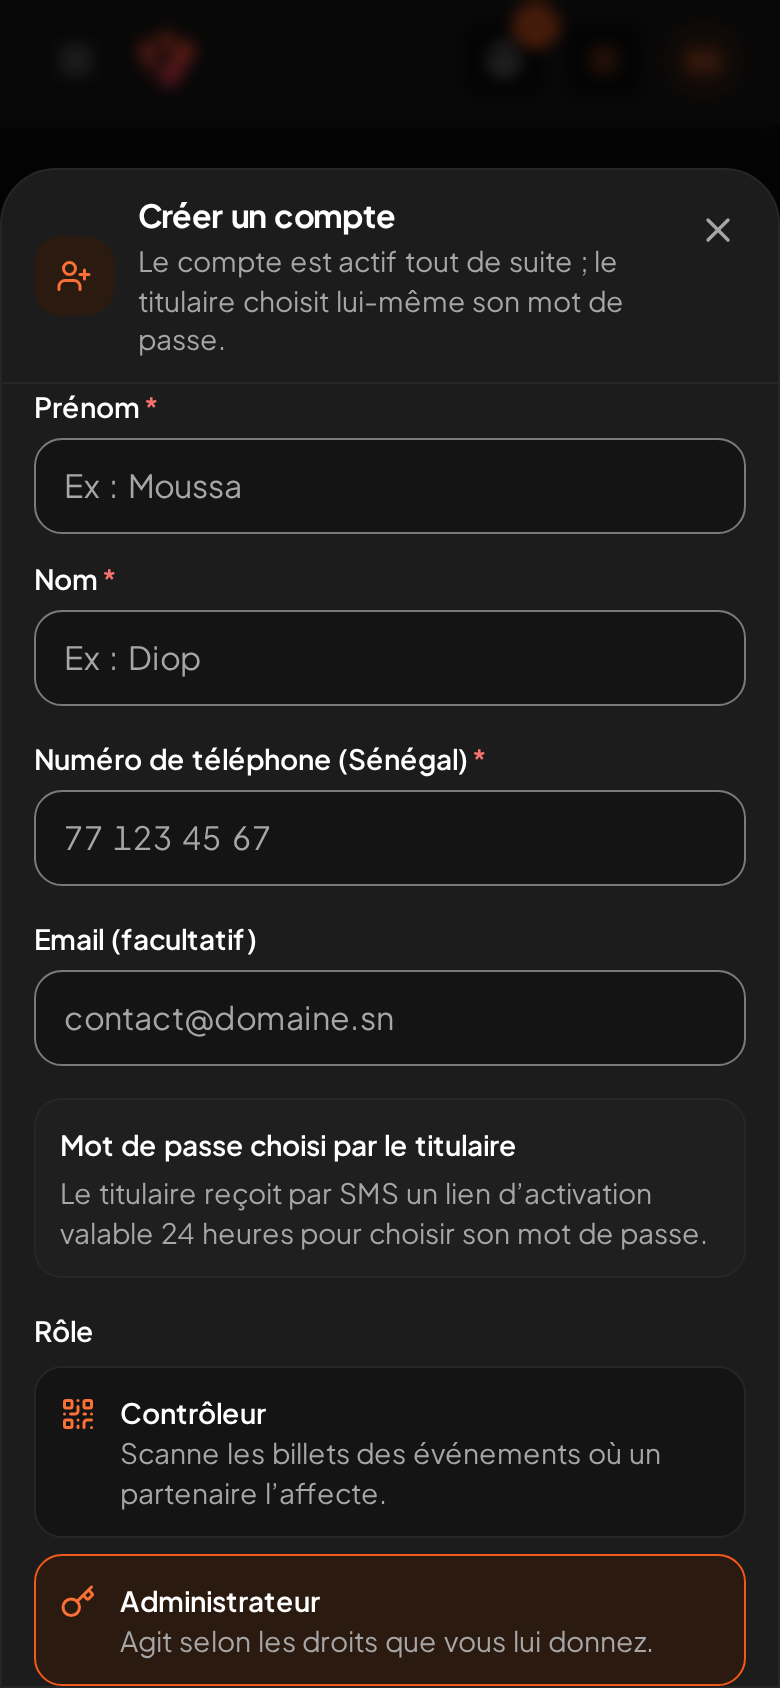 Créer un compte
Le compte est actif tout de suite ; le
titulaire choisit lui-même son mot de
passe.
Prénom *
Ex : Moussa
Nom *
Ex : Diop
Numéro de téléphone (Sénégal) *
77 123 45 67
Email (facultatif)
contact@domaine.sn
Mot de passe choisi par le titulaire
Le titulaire reçoit par SMS un lien d’activation
valable 24 heures pour choisir son mot de passe.
Rôle
Contrôleur
Scanne les billets des événements où un
partenaire l’affecte.
Administrateur
Agit selon les droits que vous lui donnez.